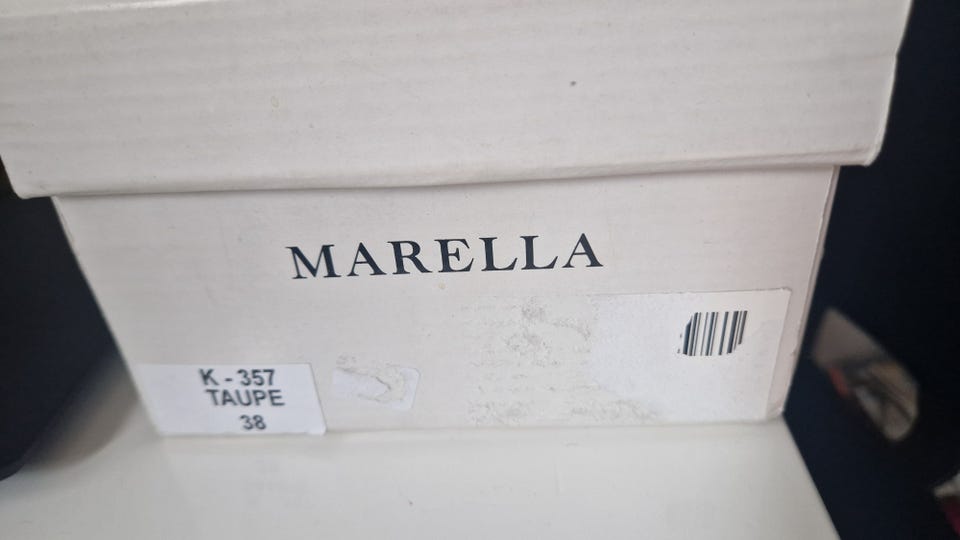 MARELLA
K - 357
TAUPE
38